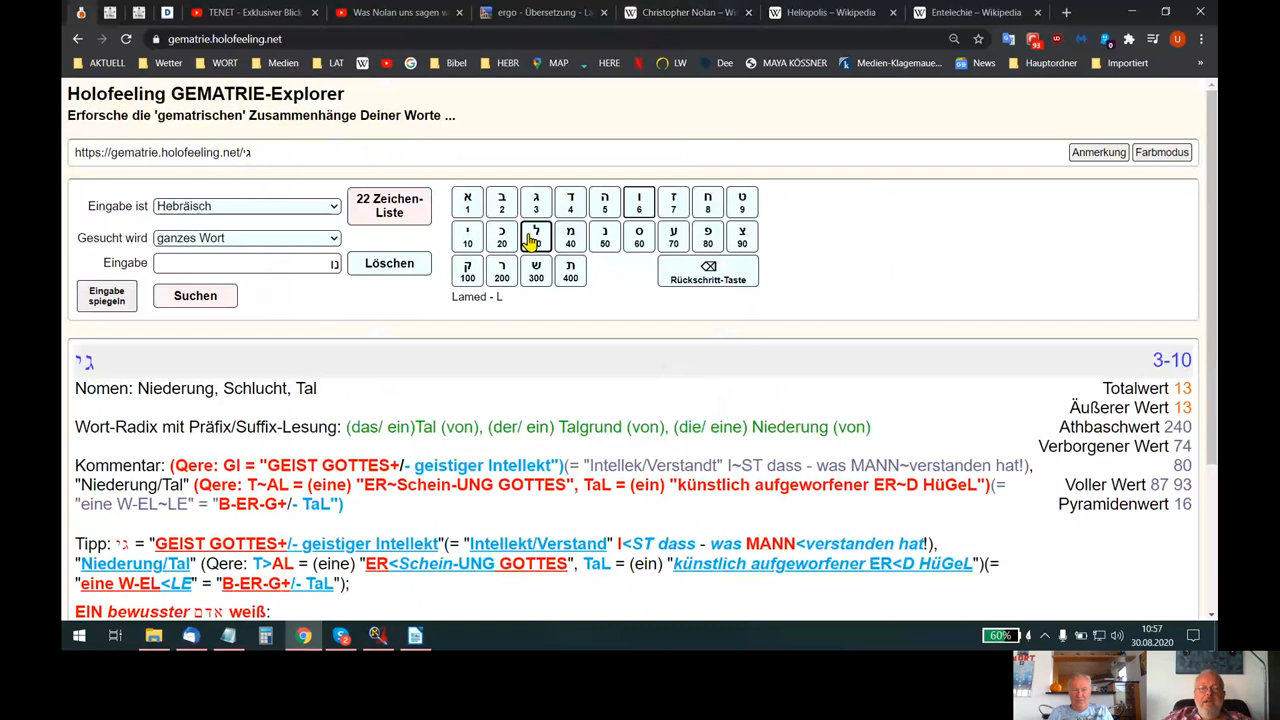 TENET - Exklusiver Blick
Was Nolan uns sagen w
ergo - Übersetzung - La
Christopher Nolan – Wi
Heliopolis – Wikipedia
Entelechie – Wikipedia
gematrie.holofeeling.net
93
0
U
AKTUELL Wetter WORT Medien LAT Bibel HEBR MAP HERE LW Dee MAYA KÖSSNER Medien-Klagemaue... News Hauptordner Importiert »
Holofeeling GEMATRIE-Explorer
Erforsche die 'gematrischen' Zusammenhänge Deiner Worte ...
https://gematrie.holofeeling.net/גי
Anmerkung Farbmodus
Eingabe ist Hebräisch
22 Zeichen-
Liste
Gesucht wird ganzes Wort
Eingabe נו
Löschen
Eingabe
spiegeln
Suchen
א ב ג ד ה ו ז ח ט
1 2 3 4 5 6 7 8 9
י כ ל מ נ ס ע פ צ
10 20 0 40 50 60 70 80 90
ק ר ש ת
100 200 300 400
Rückschritt-Taste
Lamed - L
גי 3-10
Nomen: Niederung, Schlucht, Tal
Totalwert 13
Äußerer Wert 13
Athbaschwert 240
Verborgener Wert 74
80
Voller Wert 87 93
Pyramidenwert 16
Wort-Radix mit Präfix/Suffix-Lesung: (das/ ein)Tal (von), (der/ ein) Talgrund (von), (die/ eine) Niederung (von)
Kommentar: (Qere: GI = "GEIST GOTTES+/- geistiger Intellekt")(= "Intellek/Verstandt" I~ST dass - was MANN~verstanden hat!),
"Niederung/Tal" (Qere: T~AL = (eine) "ER~Schein-UNG GOTTES", TaL = (ein) "künstlich aufgeworfener ER~D HüGeL")(=
"eine W-EL~LE" = "B-ER-G+/- TaL")
Tipp: גי = "GEIST GOTTES+/- geistiger Intellekt"(= "Intellekt/Verstand" I<ST dass - was MANN<verstanden hat!),
"Niederung/Tal" (Qere: T>AL = (eine) "ER<Schein-UNG GOTTES", TaL = (ein) "künstlich aufgeworfener ER<D HüGeL")(=
"eine W-EL<LE" = "B-ER-G+/- TaL");
EIN bewusster אדם weiß:
60%
10:57
30.08.2020